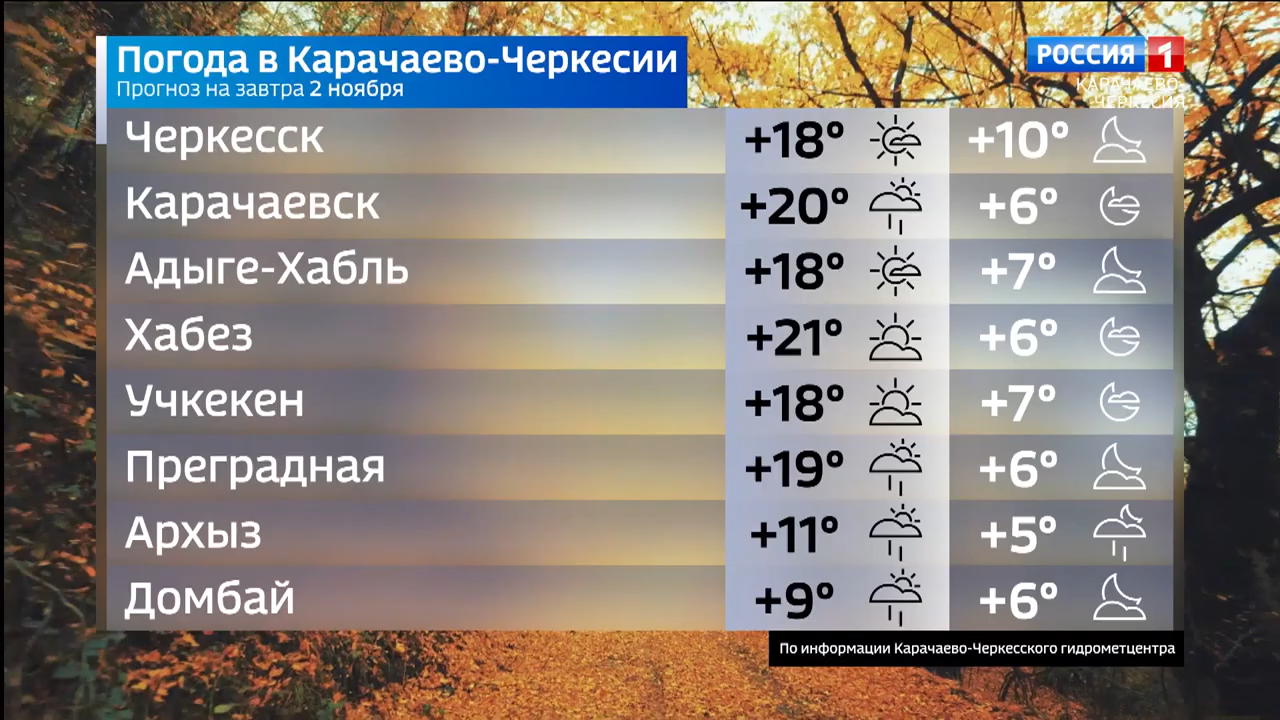 Погода в Карачаево-Черкесии
Прогноз на завтра 2 ноября
РОССИЯ 1
КАРАЧАЕВО-
ЧЕРКЕСИЯ
Черкесск +18° +10°
Карачаевск +20° +6°
Адыге-Хабль +18° +7°
Хабез +21° +6°
Учкекен +18° +7°
Преградная +19° +6°
Архыз +11° +5°
Домбай +9° +6°
По информации Карачаево-Черкесского гидрометцентра